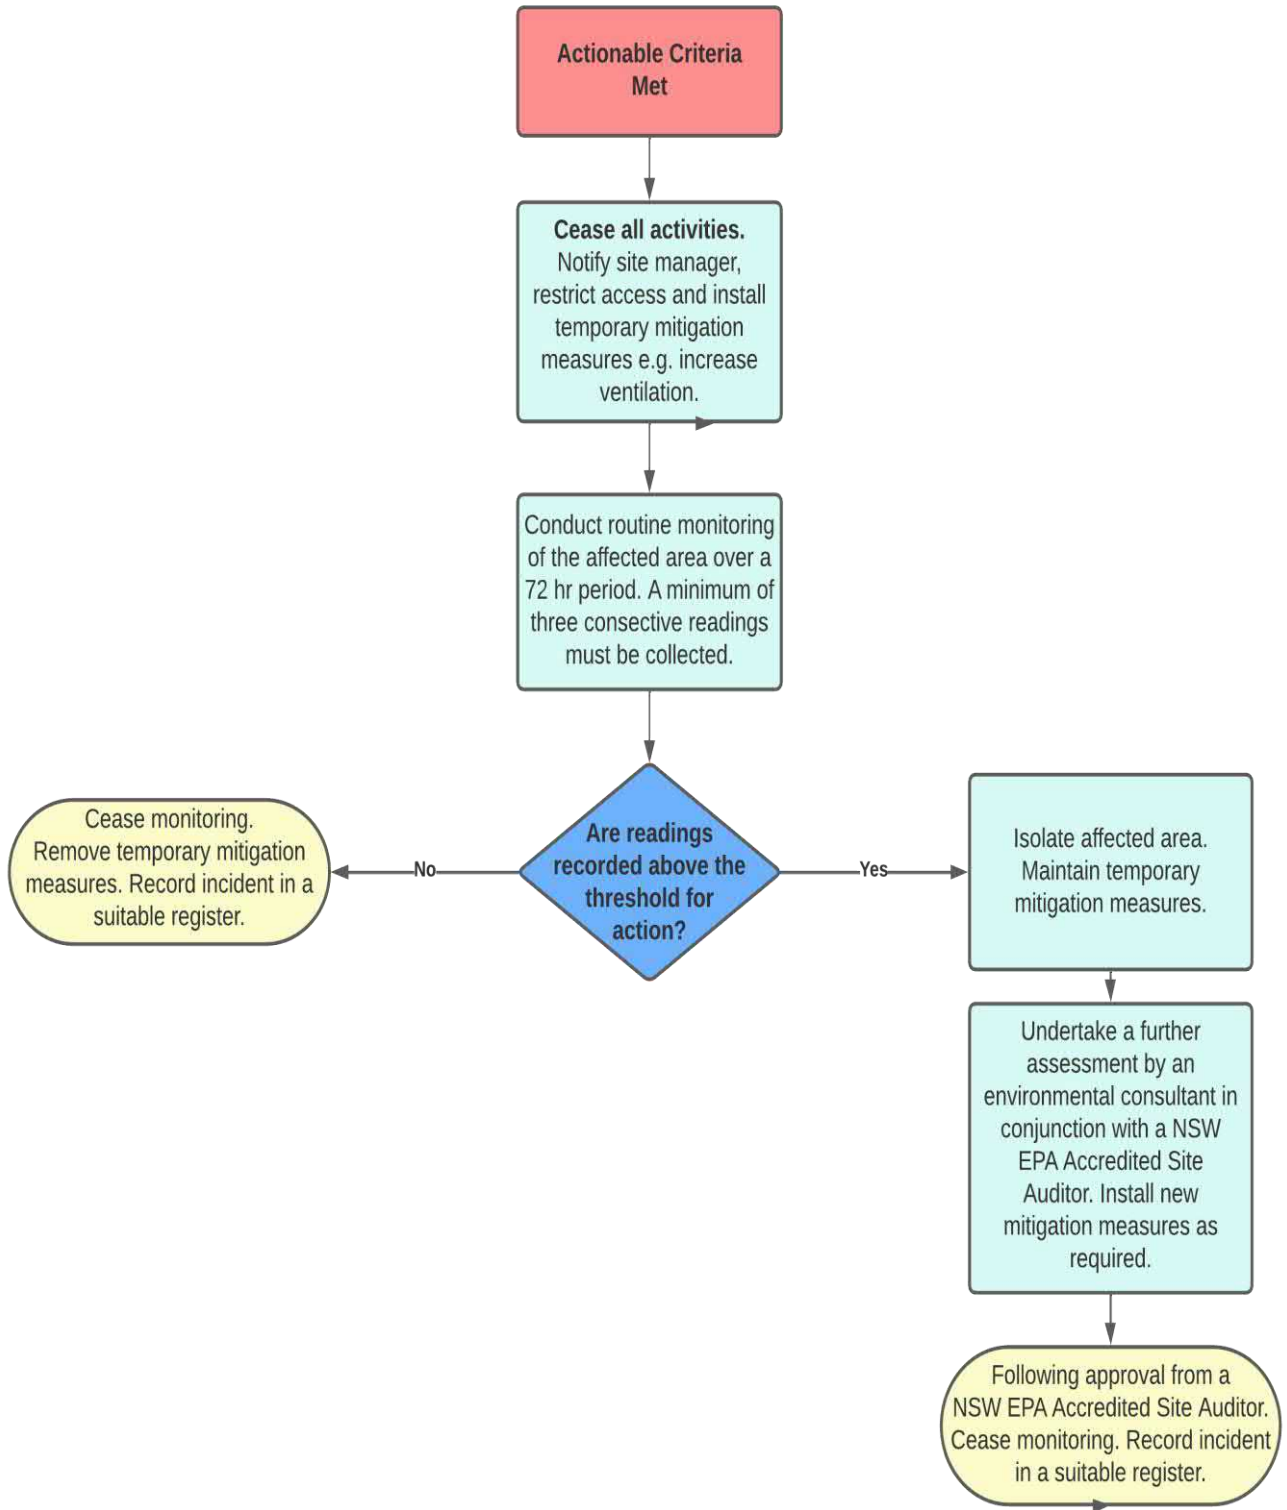 Actionable Criteria
Met
Cease all activities.
Notify site manager,
restrict access and install
temporary mitigation
measures e.g. increase
ventilation.
Conduct routine monitoring
of the affected area over a
72 hr period. A minimum of
three consective readings
must be collected.
Are readings
recorded above the
threshold for
action?
No
Yes
Cease monitoring.
Remove temporary mitigation
measures. Record incident in a
suitable register.
Isolate affected area.
Maintain temporary
mitigation measures.
Undertake a further
assessment by an
environmental consultant in
conjunction with a NSW
EPA Accredited Site
Auditor. Install new
mitigation measures as
required.
Following approval from a
NSW EPA Accredited Site Auditor.
Cease monitoring. Record incident
in a suitable register.